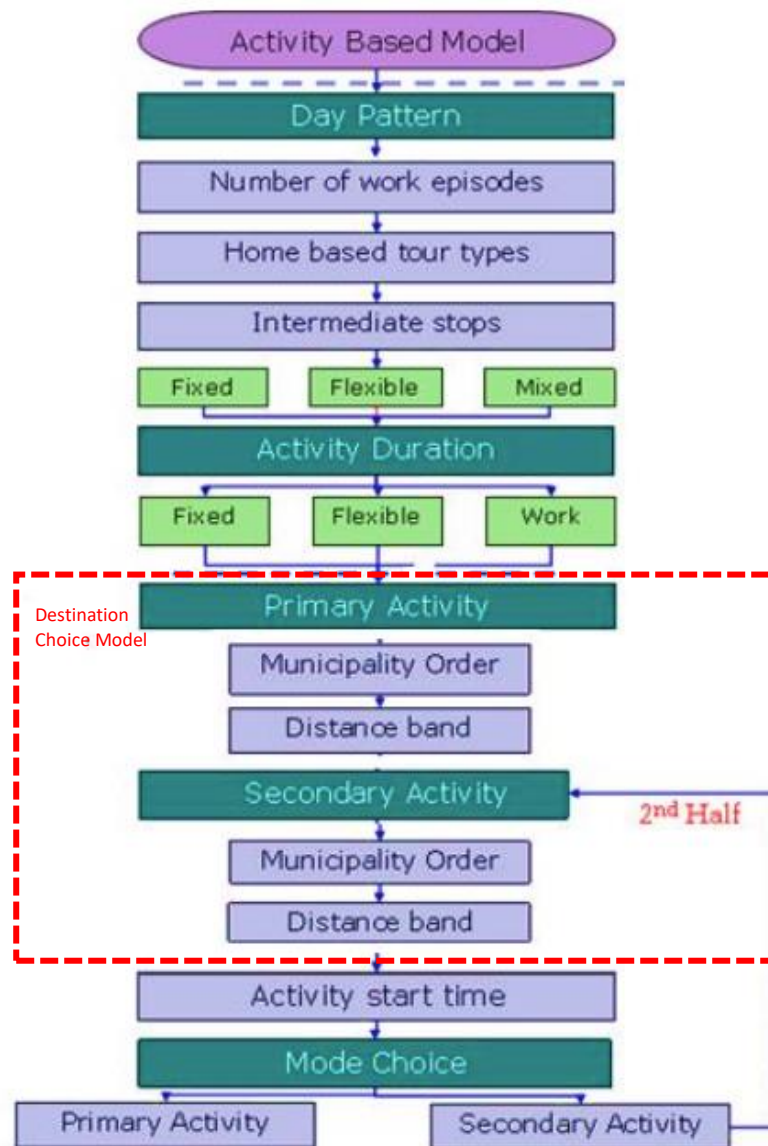 Activity Based Model
Day Pattern
Number of work episodes
Home based tour types
Intermediate stops
Fixed
Flexible
Mixed
Activity Duration
Fixed
Flexible
Work
Destination
Choice Model
Primary Activity
Municipality Order
Distance band
Secondary Activity
2nd Half
Municipality Order
Distance band
Activity start time
Mode Choice
Primary Activity
Secondary Activity